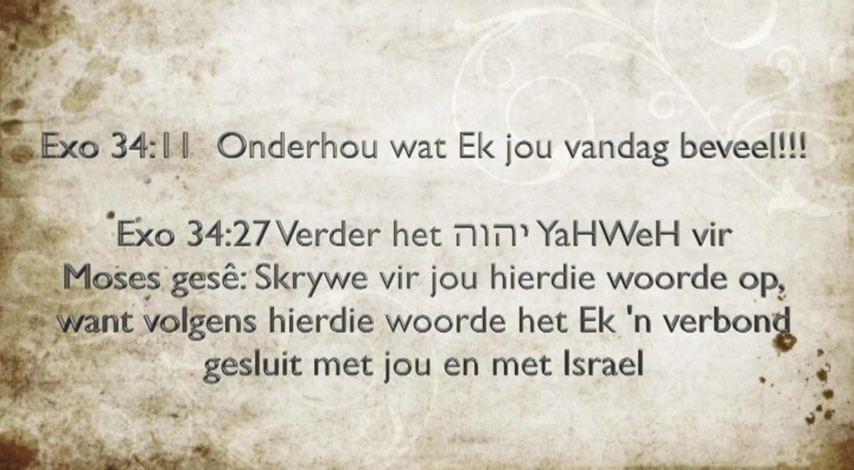 Exo 34:11 Onderhou wat Ek jou vandag beveel!!!
Exo 34:27 Verder het יהוה YaHWeH vir
Moses gesê: Skrywe vir jou hierdie woorde op,
want volgens hierdie woorde het Ek 'n verbond
gesluit met jou en met Israel